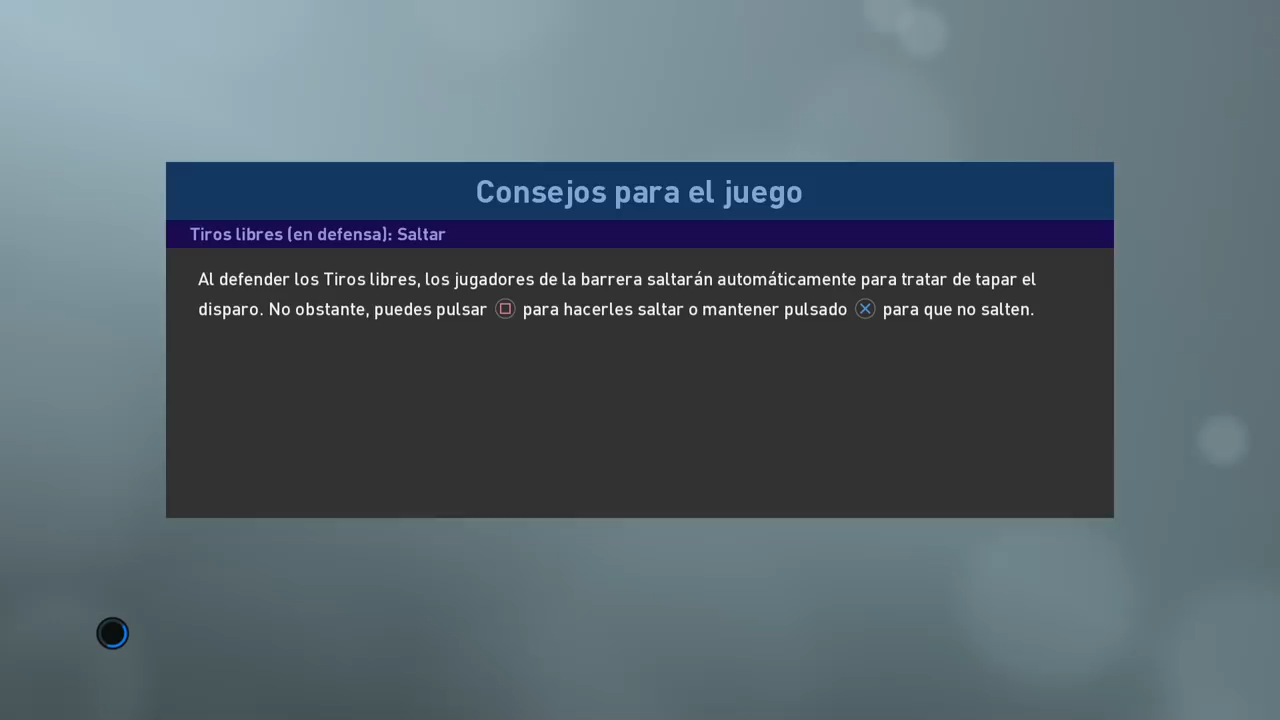 Consejos para el juego
Tiros libres (en defensa): Saltar
Al defender los Tiros libres, los jugadores de la barrera saltarán automáticamente para tratar de tapar el
disparo. No obstante, puedes pulsar para hacerles saltar o mantener pulsado para que no salten.